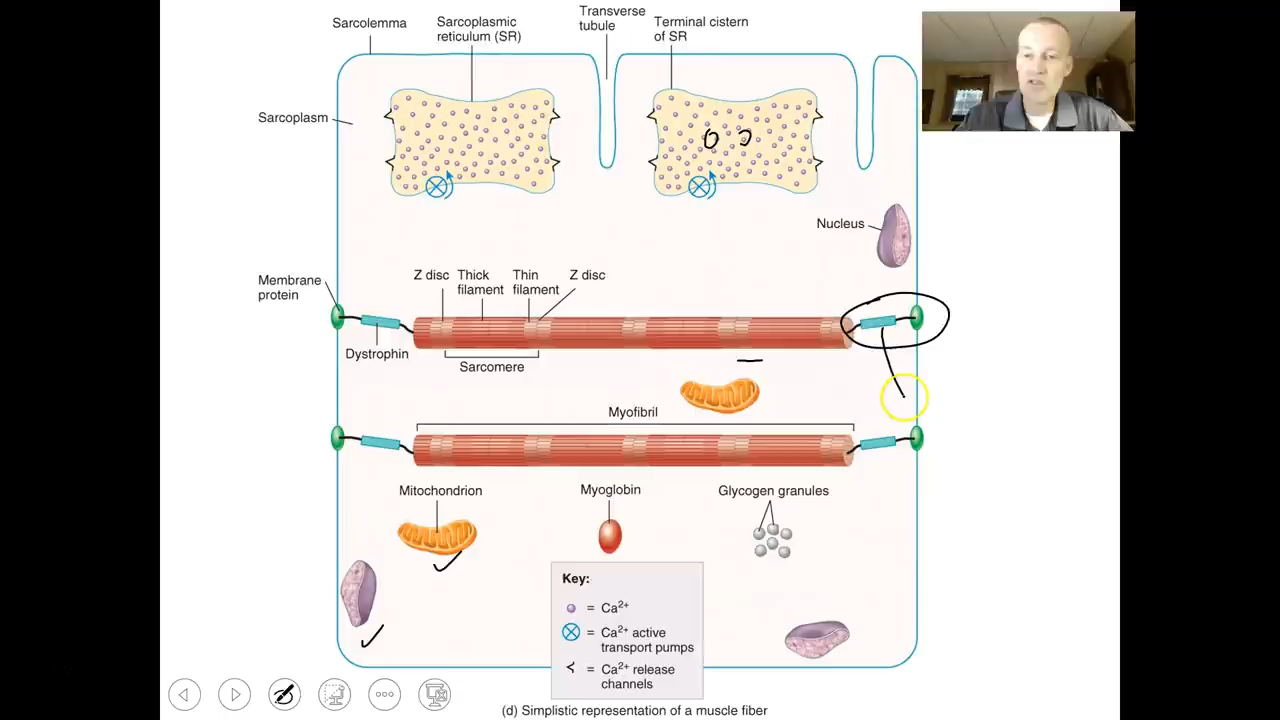 Sarcolemma
Sarcoplasmic
reticulum (SR)
Transverse
tubule
Terminal cistern
of SR
Sarcoplasm
Nucleus
Membrane
protein
Z disc
Thick
filament
Thin
filament
Z disc
Dystrophin
Sarcomere
Myofibril
Mitochondrion
Myoglobin
Glycogen granules
Key:
= Ca2+
= Ca2+ active
transport pumps
= Ca2+ release
channels
(d) Simplistic representation of a muscle fiber